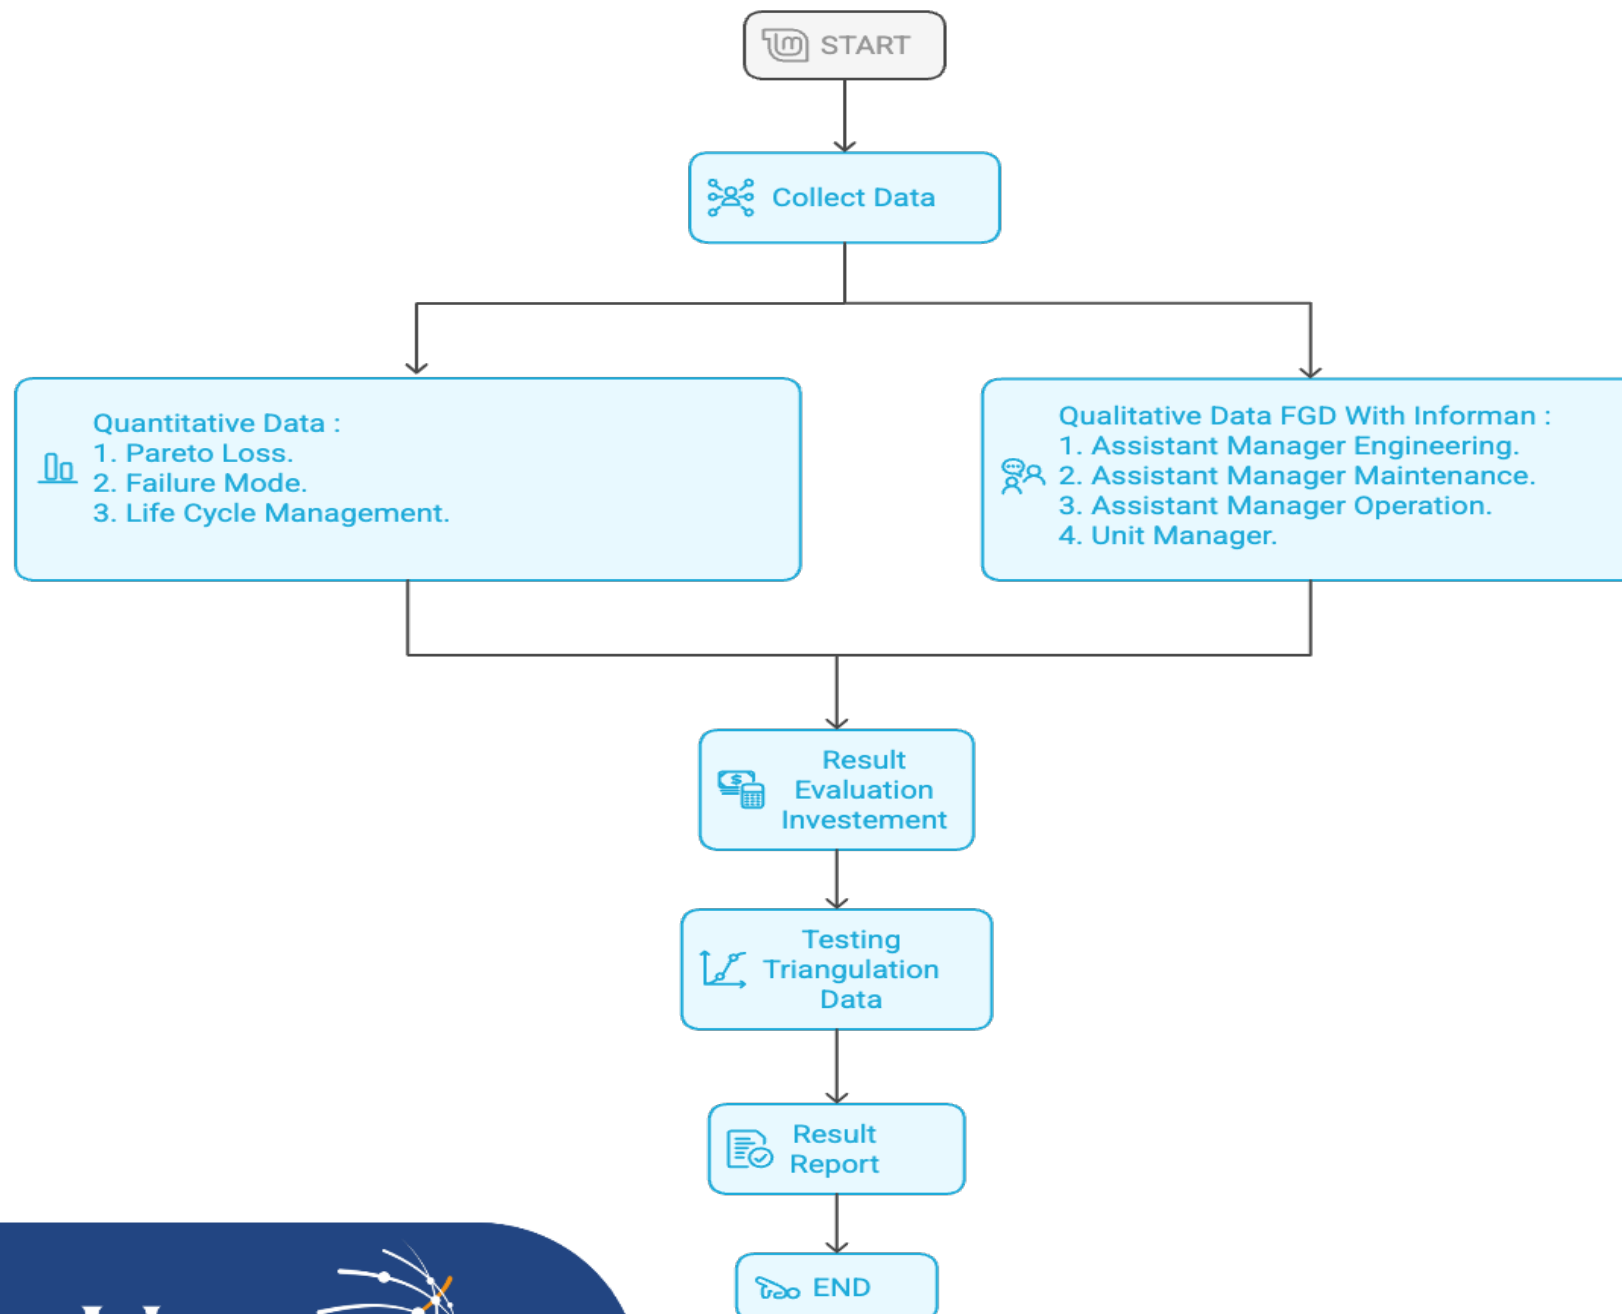 START
Collect Data
Quantitative Data :
1. Pareto Loss.
2. Failure Mode.
3. Life Cycle Management.
Qualitative Data FGD With Informan :
1. Assistant Manager Engineering.
2. Assistant Manager Maintenance.
3. Assistant Manager Operation.
4. Unit Manager.
Result
Evaluation
Investement
Testing
Triangulation
Data
Result
Report
END